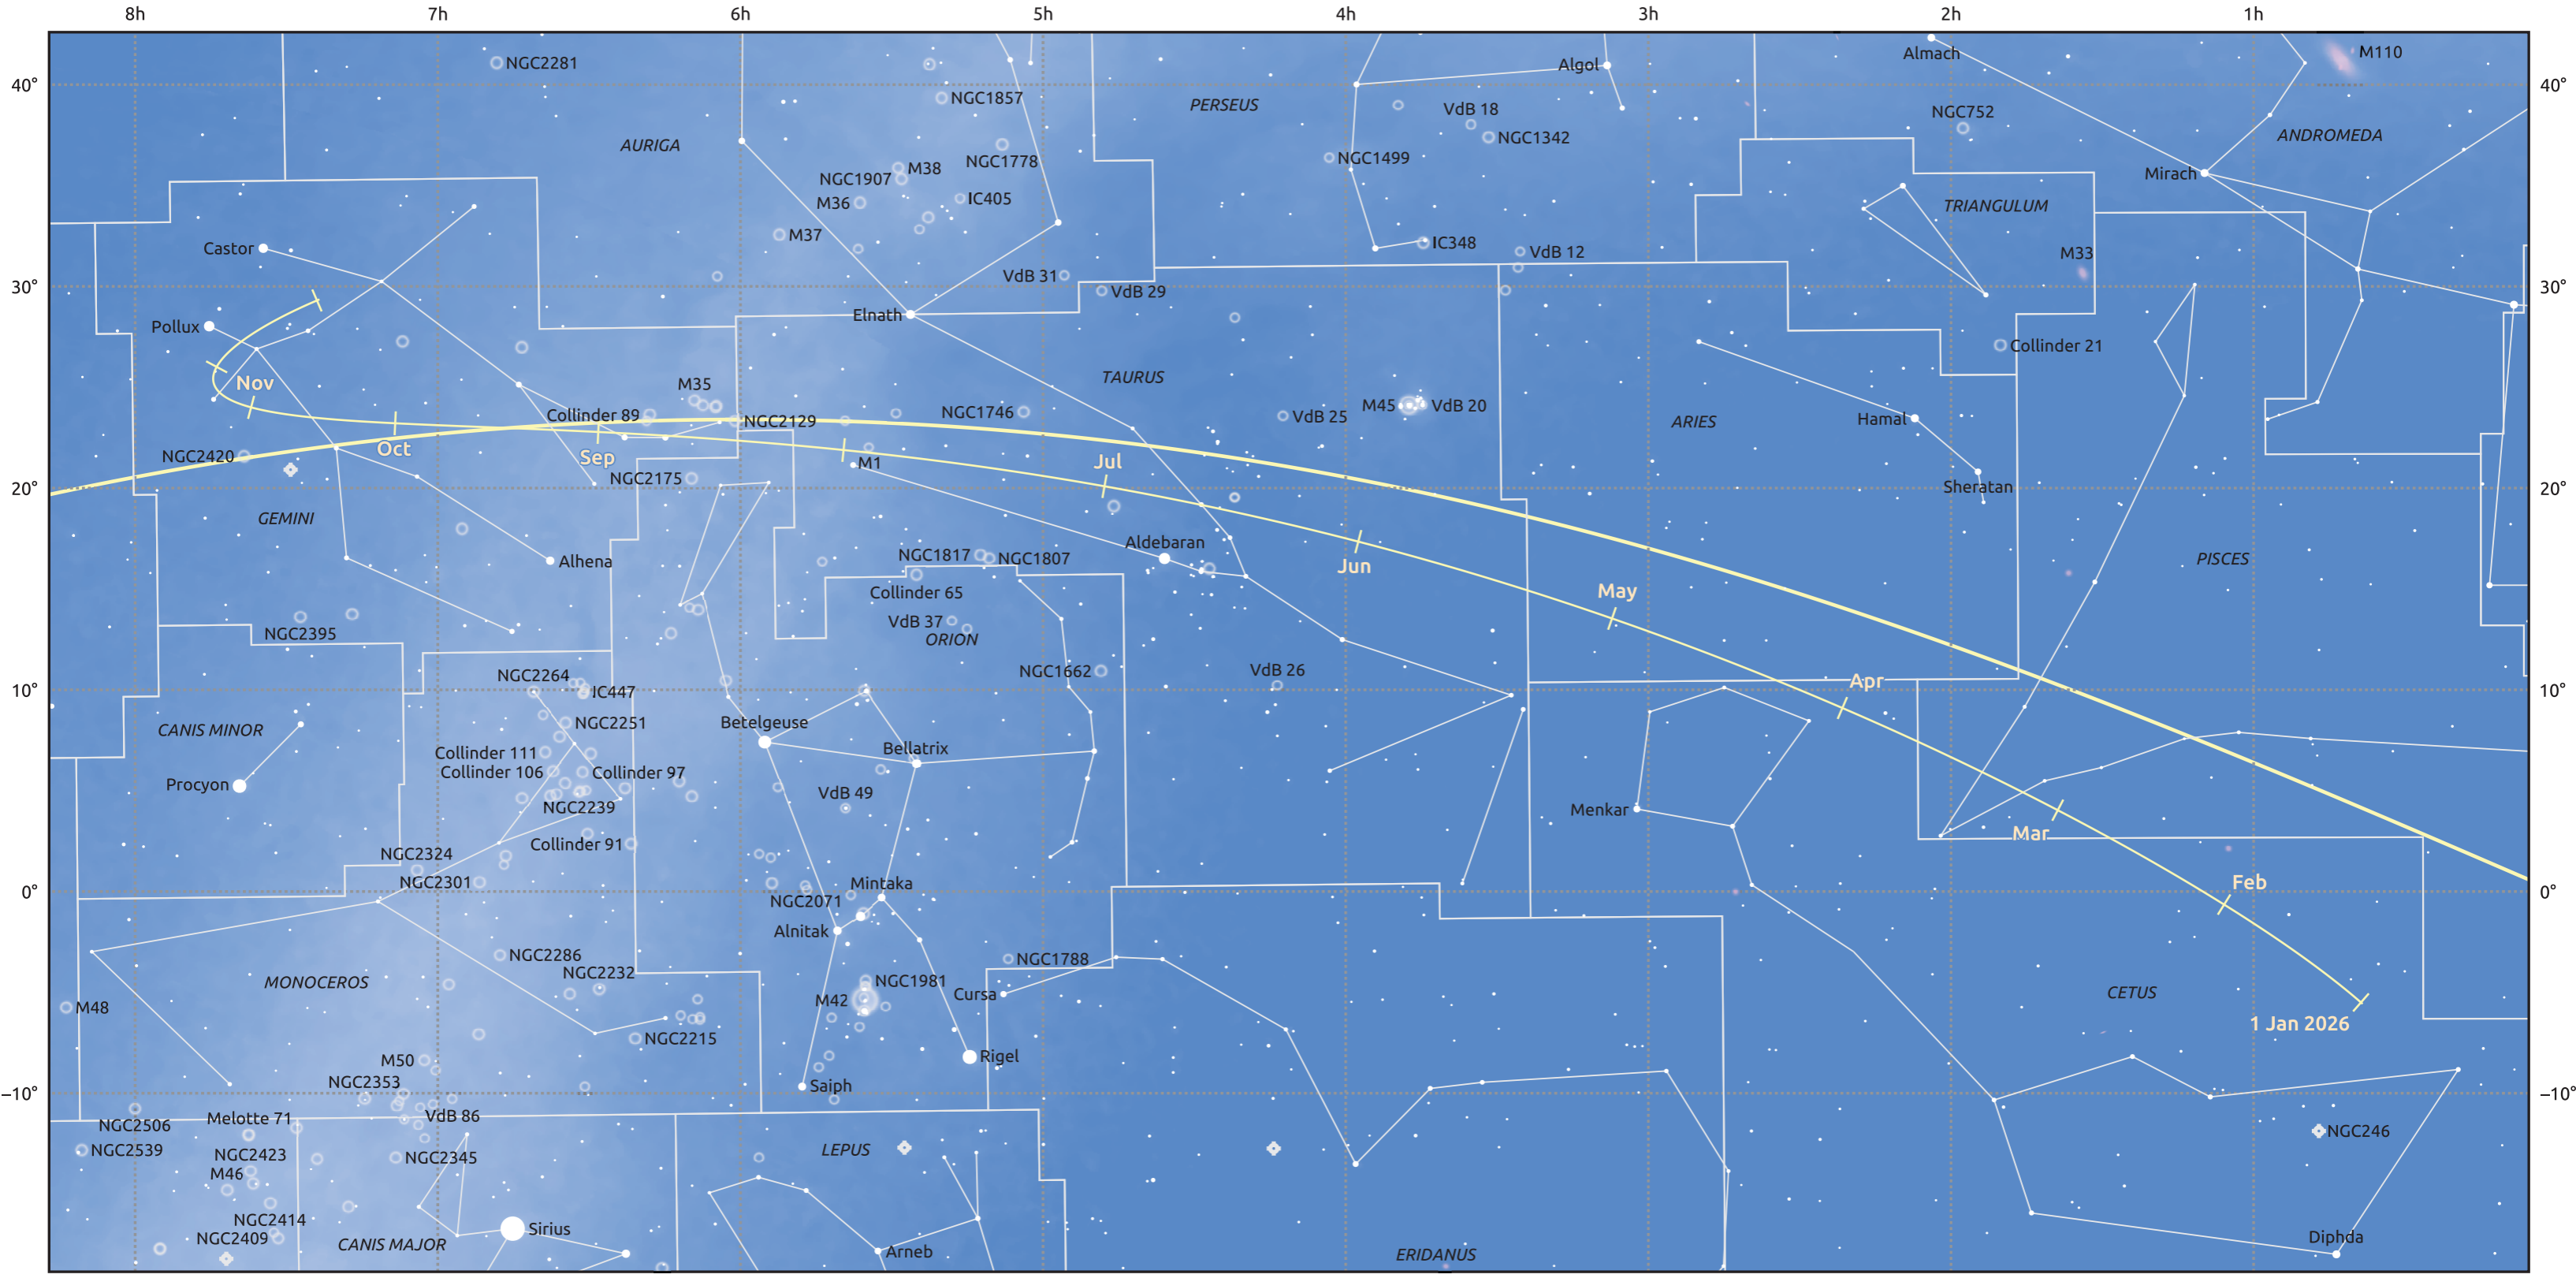 8h 7h 6h 5h 4h 3h 2h 1h
M110
Almach
NGC2281
Algol
40° 40°
NGC1857 PERSEUS VdB 18 NGC752
NGC1342 ANDROMEDA
AURIGA NGC1499
NGC1778
M38
NGC1907 Mirach
M36 IC405 TRIANGULUM
M37
Castor IC348 VdB 12 M33
VdB 31
30° VdB 29 30°
Elnath
Pollux
Collinder 21
TAURUS
Nov M35
M45 VdB 20
Collinder 89 NGC1746 VdB 25
NGC2129 ARIES Hamal
Oct Sep
NGC2420 M1 Jul
NGC2175
20° Sheratan 20°
GEMINI
Aldebaran
Alhena NGC1817 NGC1807 Jun PISCES
Collinder 65 May
VdB 37
NGC2395 ORION
NGC2264 NGC1662 VdB 26
Apr
10° IC447 10°
NGC2251
CANIS MINOR Betelgeuse
Collinder 111 Bellatrix
Collinder 106 Collinder 97
Procyon
VdB 49
NGC2239 Menkar
Mar
Collinder 91
NGC2324
NGC2301 Mintaka Feb
0° 0°
NGC2071
Alnitak
NGC2286 NGC1788
NGC2232
MONOCEROS NGC1981 Cursa CETUS
M42
M48
1 Jan 2026
NGC2215
M50 Rigel
NGC2353 Saiph
−10° −10°
VdB 86
Melotte 71
NGC2506
NGC246
NGC2539 LEPUS
NGC2423 NGC2345
M46
NGC2414
Sirius
NGC2409 Diphda
CANIS MAJOR Arneb ERIDANUS